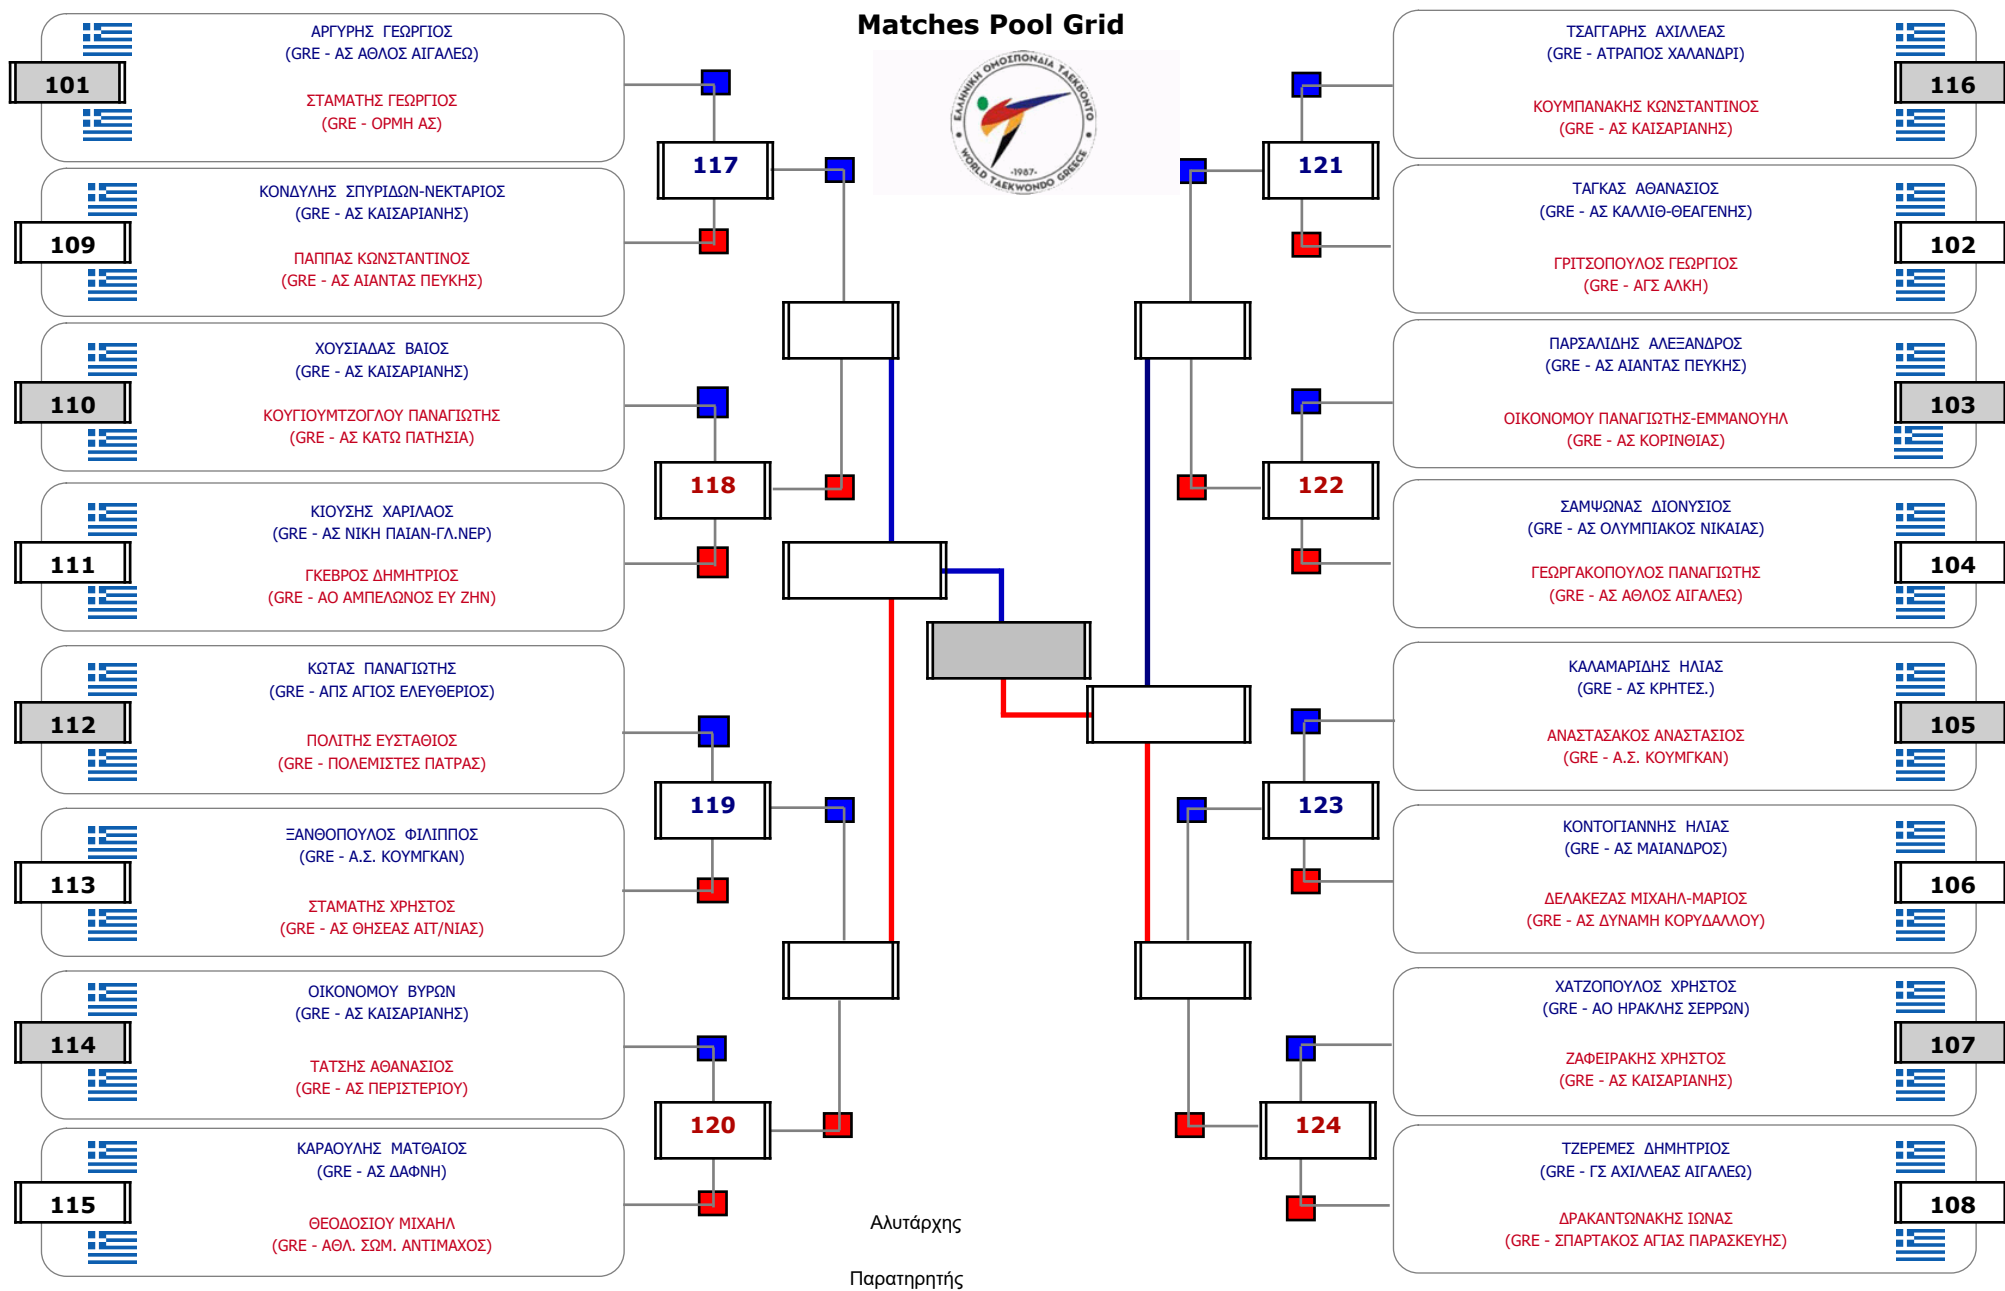 Matches Pool Grid
ΕΛΛΗΝΙΚΗ ΟΜΟΣΠΟΝΔΙΑ ΤΑΕΚΒΟΝΤΟ
-1987-
WORLD TAEKWONDO GREECE
101
ΑΡΓΥΡΗΣ ΓΕΩΡΓΙΟΣ
(GRE - ΑΣ ΑΘΛΟΣ ΑΙΓΑΛΕΩ)
ΣΤΑΜΑΤΗΣ ΓΕΩΡΓΙΟΣ
(GRE - ΟΡΜΗ ΑΣ)
109
ΚΟΝΔΥΛΗΣ ΣΠΥΡΙΔΩΝ-ΝΕΚΤΑΡΙΟΣ
(GRE - ΑΣ ΚΑΙΣΑΡΙΑΝΗΣ)
ΠΑΠΠΑΣ ΚΩΝΣΤΑΝΤΙΝΟΣ
(GRE - ΑΣ ΑΙΑΝΤΑΣ ΠΕΥΚΗΣ)
110
ΧΟΥΣΙΑΔΑΣ ΒΑΙΟΣ
(GRE - ΑΣ ΚΑΙΣΑΡΙΑΝΗΣ)
ΚΟΥΓΙΟΥΜΤΖΟΓΛΟΥ ΠΑΝΑΓΙΩΤΗΣ
(GRE - ΑΣ ΚΑΤΩ ΠΑΤΗΣΙΑ)
111
ΚΙΟΥΣΗΣ ΧΑΡΙΛΑΟΣ
(GRE - ΑΣ ΝΙΚΗ ΠΑΙΑΝ-ΓΛ.ΝΕΡ)
ΓΚΕΒΡΟΣ ΔΗΜΗΤΡΙΟΣ
(GRE - ΑΟ ΑΜΠΕΛΩΝΟΣ ΕΥ ΖΗΝ)
112
ΚΩΤΑΣ ΠΑΝΑΓΙΩΤΗΣ
(GRE - ΑΠΣ ΑΓΙΟΣ ΕΛΕΥΘΕΡΙΟΣ)
ΠΟΛΙΤΗΣ ΕΥΣΤΑΘΙΟΣ
(GRE - ΠΟΛΕΜΙΣΤΕΣ ΠΑΤΡΑΣ)
113
ΞΑΝΘΟΠΟΥΛΟΣ ΦΙΛΙΠΠΟΣ
(GRE - Α.Σ. ΚΟΥΜΓΚΑΝ)
ΣΤΑΜΑΤΗΣ ΧΡΗΣΤΟΣ
(GRE - ΑΣ ΘΗΣΕΑΣ ΑΙΤ/ΝΙΑΣ)
114
ΟΙΚΟΝΟΜΟΥ ΒΥΡΩΝ
(GRE - ΑΣ ΚΑΙΣΑΡΙΑΝΗΣ)
ΤΑΤΣΗΣ ΑΘΑΝΑΣΙΟΣ
(GRE - ΑΣ ΠΕΡΙΣΤΕΡΙΟΥ)
115
ΚΑΡΑΟΥΛΗΣ ΜΑΤΘΑΙΟΣ
(GRE - ΑΣ ΔΑΦΝΗ)
ΘΕΟΔΟΣΙΟΥ ΜΙΧΑΗΛ
(GRE - ΑΘΛ. ΣΩΜ. ΑΝΤΙΜΑΧΟΣ)
117
118
119
120
121
122
123
124
ΤΣΑΓΓΑΡΗΣ ΑΧΙΛΛΕΑΣ
(GRE - ΑΤΡΑΠΟΣ ΧΑΛΑΝΔΡΙ)
116
ΚΟΥΜΠΑΝΑΚΗΣ ΚΩΝΣΤΑΝΤΙΝΟΣ
(GRE - ΑΣ ΚΑΙΣΑΡΙΑΝΗΣ)
ΤΑΓΚΑΣ ΑΘΑΝΑΣΙΟΣ
(GRE - ΑΣ ΚΑΛΛΙΘ-ΘΕΑΓΕΝΗΣ)
102
ΓΡΙΤΣΟΠΟΥΛΟΣ ΓΕΩΡΓΙΟΣ
(GRE - ΑΓΣ ΑΛΚΗ)
ΠΑΡΣΑΛΙΔΗΣ ΑΛΕΞΑΝΔΡΟΣ
(GRE - ΑΣ ΑΙΑΝΤΑΣ ΠΕΥΚΗΣ)
103
ΟΙΚΟΝΟΜΟΥ ΠΑΝΑΓΙΩΤΗΣ-ΕΜΜΑΝΟΥΗΛ
(GRE - ΑΣ ΚΟΡΙΝΘΙΑΣ)
ΣΑΜΨΩΝΑΣ ΔΙΟΝΥΣΙΟΣ
(GRE - ΑΣ ΟΛΥΜΠΙΑΚΟΣ ΝΙΚΑΙΑΣ)
104
ΓΕΩΡΓΑΚΟΠΟΥΛΟΣ ΠΑΝΑΓΙΩΤΗΣ
(GRE - ΑΣ ΑΘΛΟΣ ΑΙΓΑΛΕΩ)
ΚΑΛΑΜΑΡΙΔΗΣ ΗΛΙΑΣ
(GRE - ΑΣ ΚΡΗΤΕΣ.)
105
ΑΝΑΣΤΑΣΑΚΟΣ ΑΝΑΣΤΑΣΙΟΣ
(GRE - Α.Σ. ΚΟΥΜΓΚΑΝ)
ΚΟΝΤΟΓΙΑΝΝΗΣ ΗΛΙΑΣ
(GRE - ΑΣ ΜΑΙΑΝΔΡΟΣ)
106
ΔΕΛΑΚΕΖΑΣ ΜΙΧΑΗΛ-ΜΑΡΙΟΣ
(GRE - ΑΣ ΔΥΝΑΜΗ ΚΟΡΥΔΑΛΛΟΥ)
ΧΑΤΖΟΠΟΥΛΟΣ ΧΡΗΣΤΟΣ
(GRE - ΑΟ ΗΡΑΚΛΗΣ ΣΕΡΡΩΝ)
107
ΖΑΦΕΙΡΑΚΗΣ ΧΡΗΣΤΟΣ
(GRE - ΑΣ ΚΑΙΣΑΡΙΑΝΗΣ)
ΤΖΕΡΕΜΕΣ ΔΗΜΗΤΡΙΟΣ
(GRE - ΓΣ ΑΧΙΛΛΕΑΣ ΑΙΓΑΛΕΩ)
108
ΔΡΑΚΑΝΤΩΝΑΚΗΣ ΙΩΝΑΣ
(GRE - ΣΠΑΡΤΑΚΟΣ ΑΓΙΑΣ ΠΑΡΑΣΚΕΥΗΣ)
Αλυτάρχης
Παρατηρητής